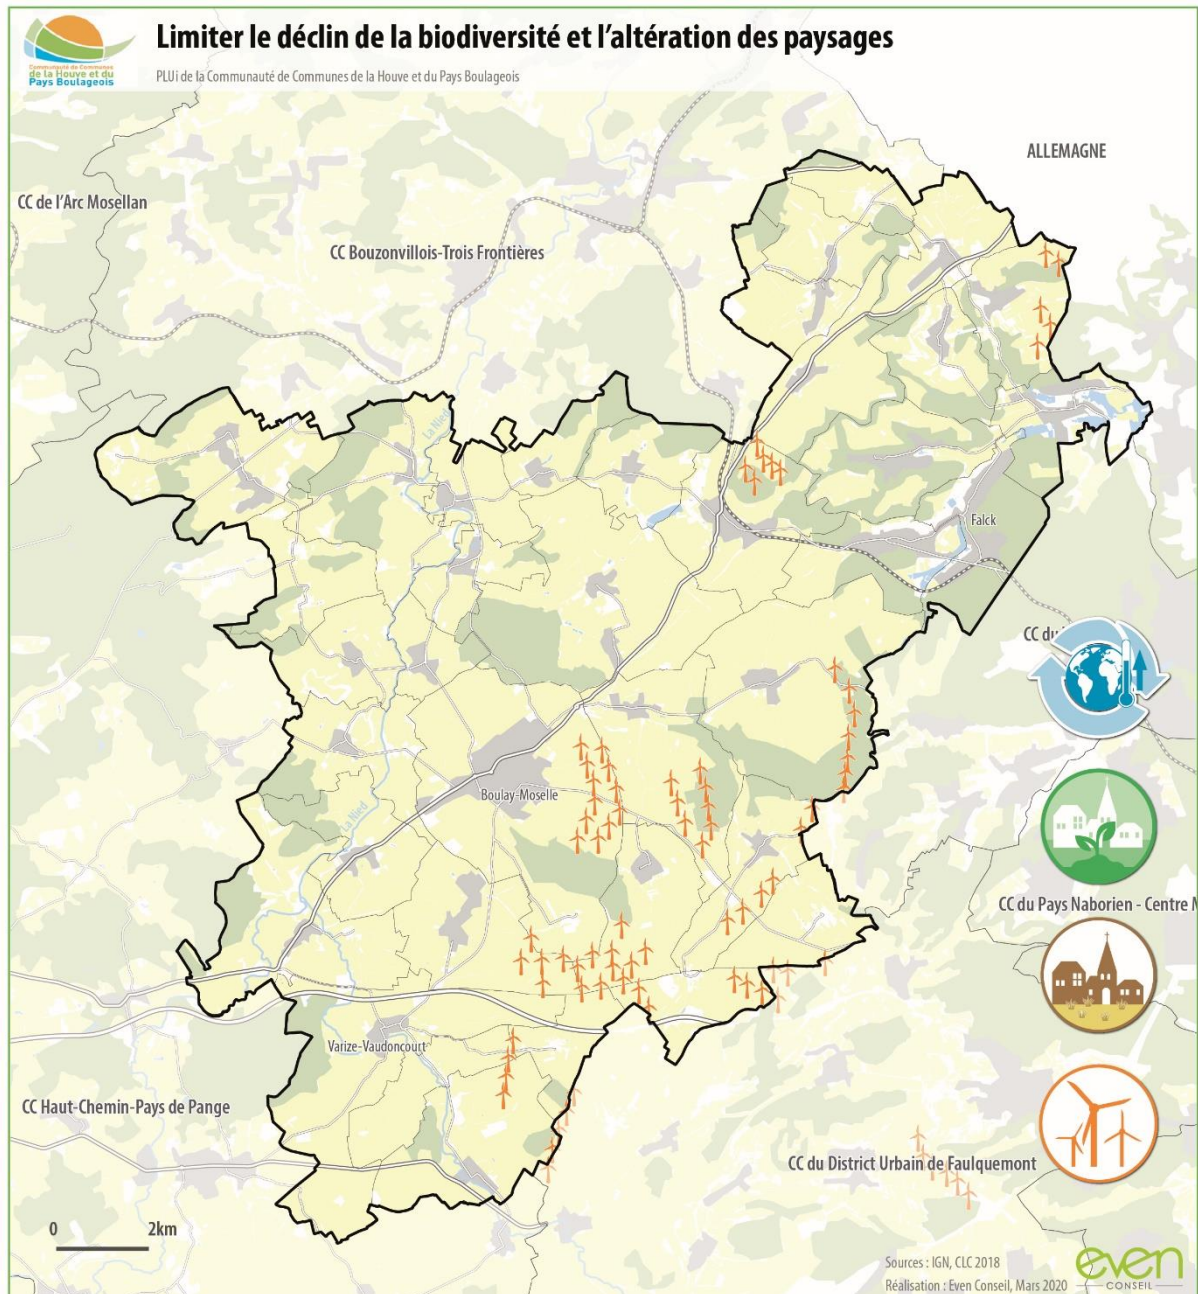 Limiter le déclin de la biodiversité et l'altération des paysages
Communauté de Communes
de la Houve et du
Pays Boulageois
PLUi de la Communauté de Communes de la Houve et du Pays Boulageois
ALLEMAGNE
CC de l'Arc Mosellan
CC Bouzonvillois-Trois Frontières
La Nied
Falck
CC du
Boulay-Moselle
La Nied
CC du Pays Naborien - Centre M
Varize-Vaudoncourt
CC Haut-Chemin-Pays de Pange
CC du District Urbain de Faulquemont
0 2km
Sources : IGN, CLC 2018
Réalisation : Even Conseil, Mars 2020
even
CONSEIL